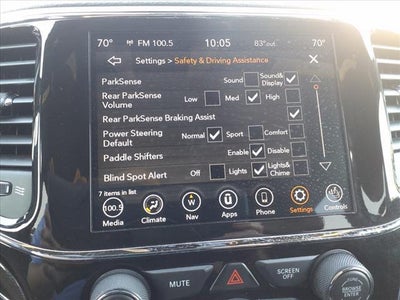 70° FM 100.5 10:05 83°out 70°
Settings > Safety & Driving Assistance X
ParkSense Sound Sound& Display
Rear ParkSense Volume Low Med High
Rear ParkSense Braking Assist
Power Steering Default Normal Sport Comfort
Paddle Shifters Enable Disable
Blind Spot Alert Off Lights Lights& Chime
7 items in list
100.5 W
Media Climate Nav Apps Phone Settings Controls
MUTE SCREEN OFF BROWSE ENTER